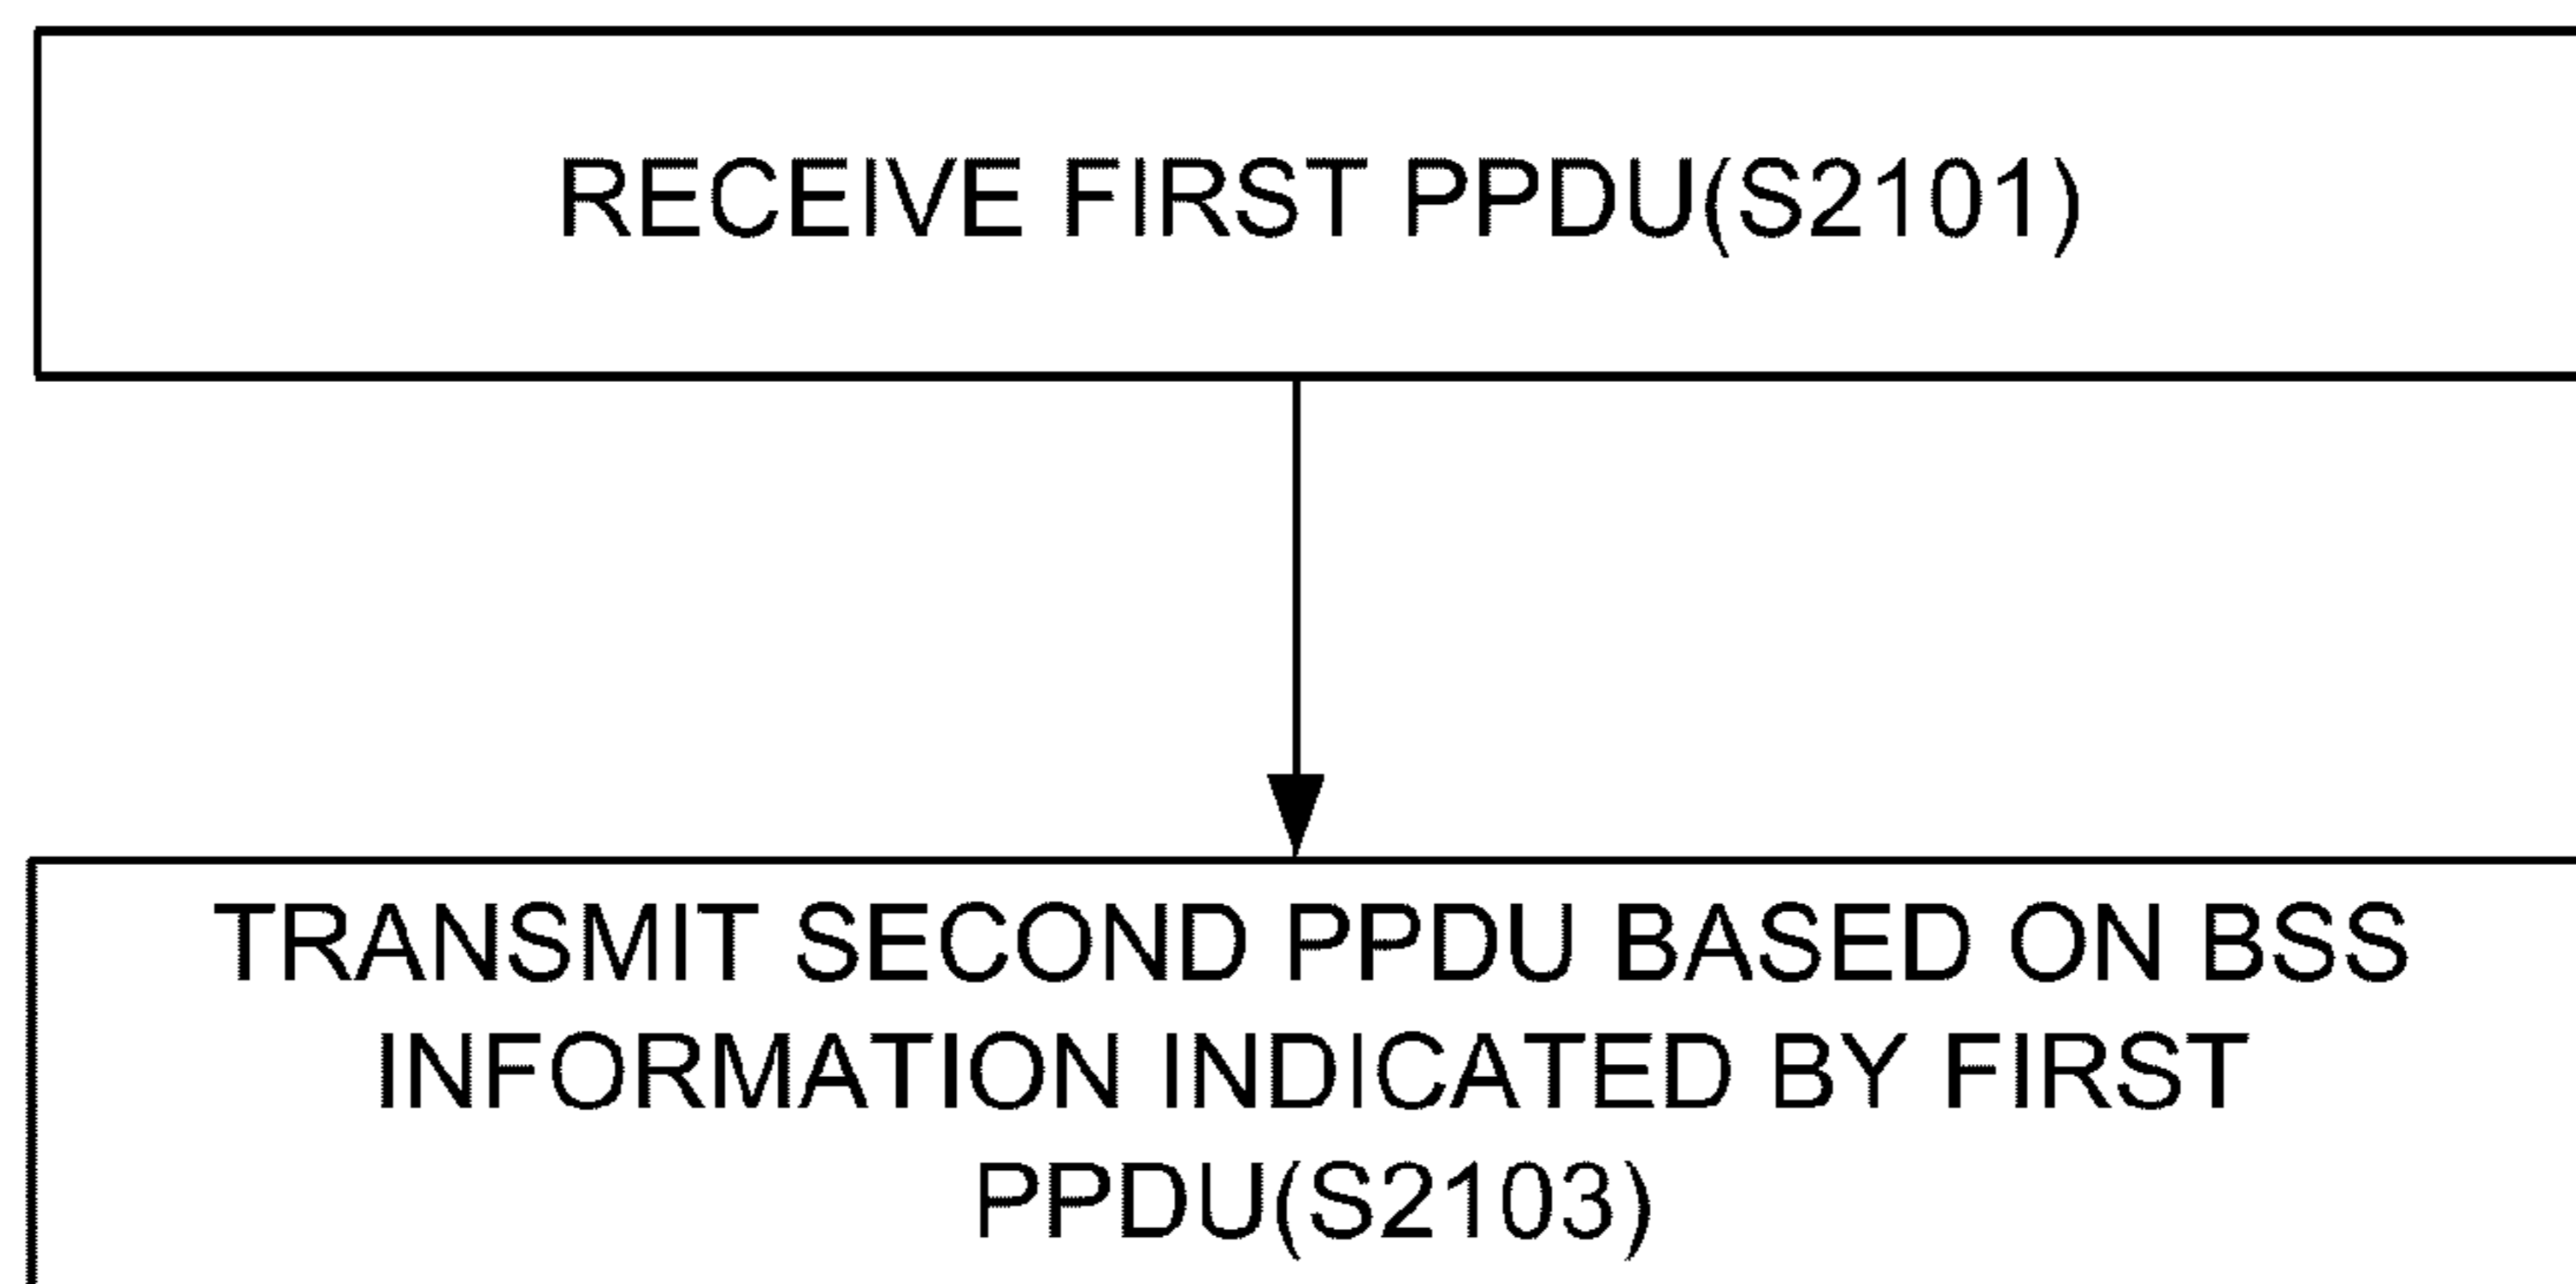 RECEIVE FIRST PPDU(S2101)
TRANSMIT SECOND PPDU BASED ON BSS
INFORMATION INDICATED BY FIRST
PPDU(S2103)